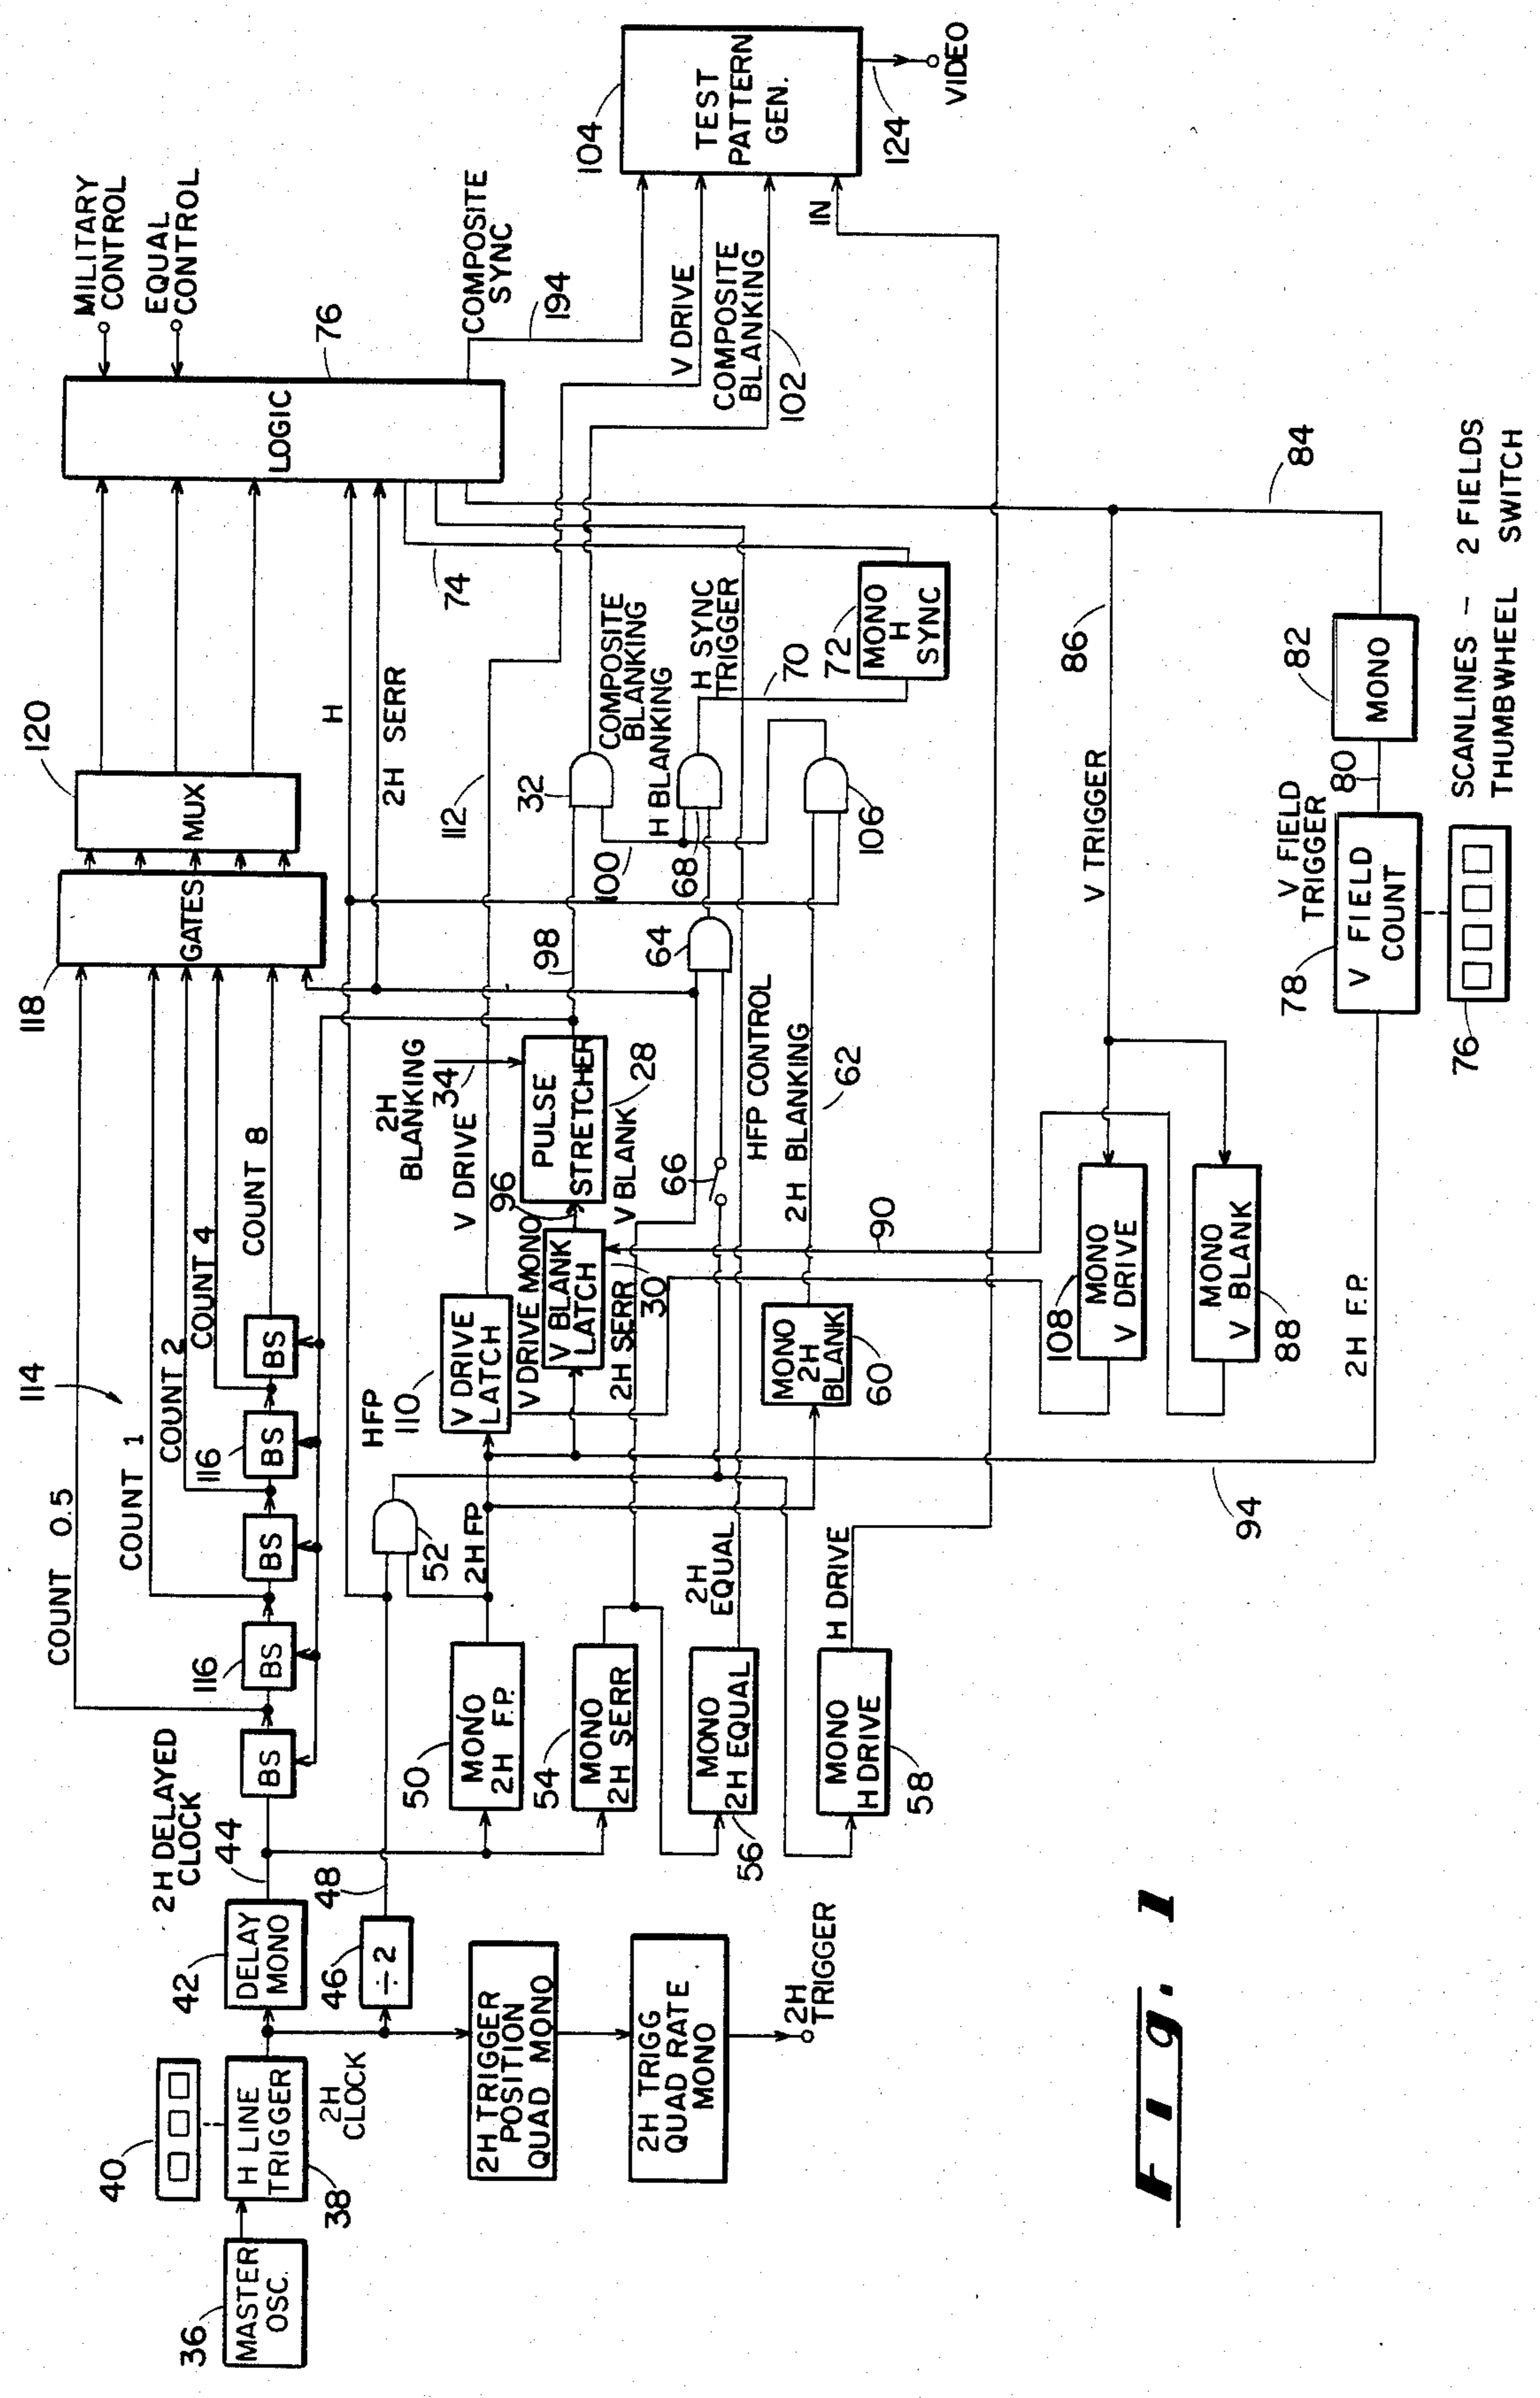 MILITARY
CONTROL
EQUAL
CONTROL
114
COUNT 0.5
COUNT 1
COUNT 2
COUNT 4
COUNT 8
118
GATES
120
MUX
76
LOGIC
H
2H SERR
COMPOSITE
SYNC
194
104
TEST
PATTERN
GEN.
124
VIDEO
V DRIVE
COMPOSITE
BLANKING
102
IN
36
MASTER
OSC.
40
H LINE
TRIGGER
38
2H
CLOCK
42
DELAY
MONO
2H DELAYED
CLOCK
44
BS
116
BS
BS
116
BS
BS
46
÷2
48
2H TRIGGER
POSITION
QUAD MONO
2H TRIGG
QUAD RATE
MONO
2H
TRIGGER
50
MONO
2H F.P.
52
2H FP
HFP
54
MONO
2H SERR
56
MONO
2H EQUAL
2H
EQUAL
MONO
H DRIVE
58
H DRIVE
110
V DRIVE
LATCH
V DRIVE
112
V DRIVE MONO
V BLANK
LATCH
30
96
2H SERR
2H
BLANKING
34
PULSE
STRETCHER
28
V BLANK
98
32
COMPOSITE
BLANKING
100
H BLANKING
64
66
68
HFP CONTROL
H SYNC
TRIGGER
70
72
MONO
H
SYNC
74
MONO
2H
BLANK
60
2H BLANKING
62
106
90
108
MONO
V DRIVE
MONO
V BLANK
88
V TRIGGER
86
84
94
2H F.P.
78
V FIELD
COUNT
V FIELD
TRIGGER
80
82
MONO
76
SCANLINES - 2 FIELDS
THUMBWHEEL SWITCH
Fig. 1